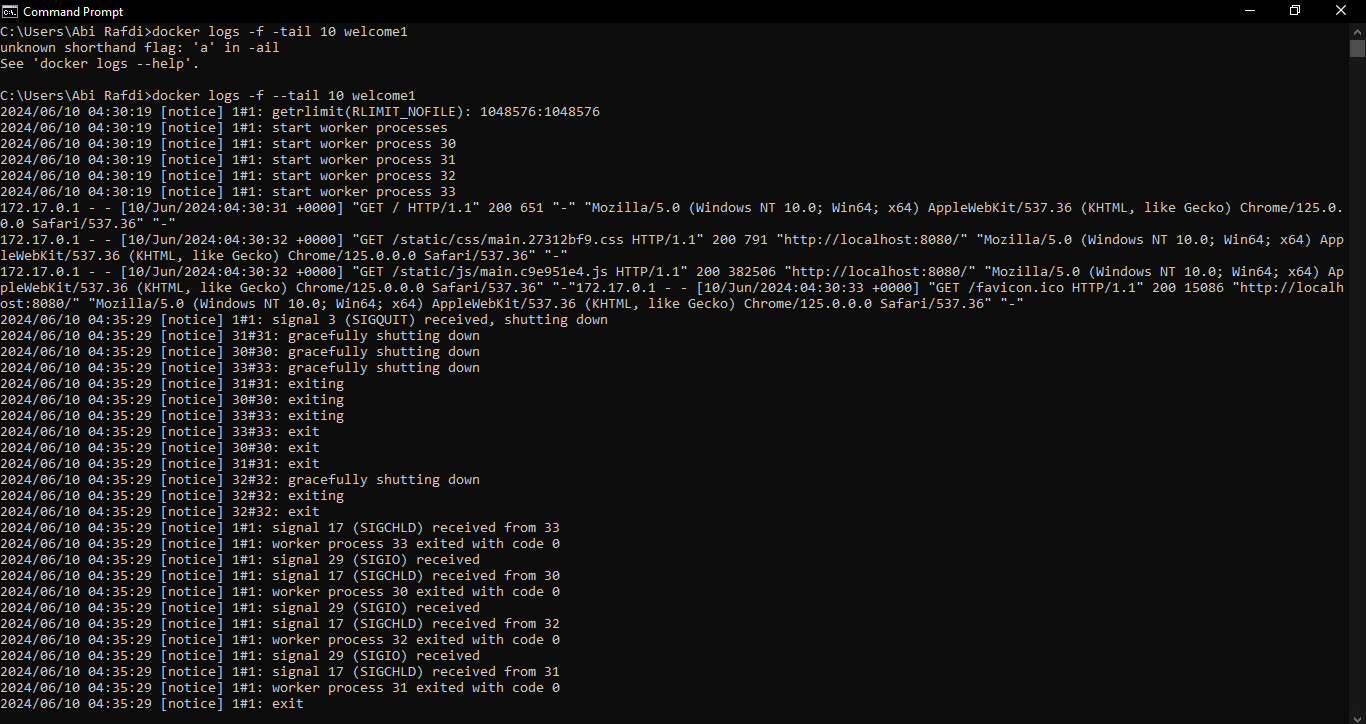 Command Prompt
C:\Users\Abi Rafdi>docker logs -f -tail 10 welcome1
unknown shorthand flag: 'a' in -ail
See 'docker logs --help'.
C:\Users\Abi Rafdi>docker logs -f --tail 10 welcome1
2024/06/10 04:30:19 [notice] 1#1: getrlimit(RLIMIT_NOFILE): 1048576:1048576
2024/06/10 04:30:19 [notice] 1#1: start worker processes
2024/06/10 04:30:19 [notice] 1#1: start worker process 30
2024/06/10 04:30:19 [notice] 1#1: start worker process 31
2024/06/10 04:30:19 [notice] 1#1: start worker process 32
2024/06/10 04:30:19 [notice] 1#1: start worker process 33
172.17.0.1 - - [10/Jun/2024:04:30:31 +0000] "GET / HTTP/1.1" 200 651 "-" "Mozilla/5.0 (Windows NT 10.0; Win64; x64) AppleWebKit/537.36 (KHTML, like Gecko) Chrome/125.0.
0.0 Safari/537.36" "-"
172.17.0.1 - - [10/Jun/2024:04:30:32 +0000] "GET /static/css/main.27312bf9.css HTTP/1.1" 200 791 "http://localhost:8080/" "Mozilla/5.0 (Windows NT 10.0; Win64; x64) App
leWebKit/537.36 (KHTML, like Gecko) Chrome/125.0.0.0 Safari/537.36" "-"
172.17.0.1 - - [10/Jun/2024:04:30:32 +0000] "GET /static/js/main.c9e951e4.js HTTP/1.1" 200 382506 "http://localhost:8080/" "Mozilla/5.0 (Windows NT 10.0; Win64; x64) Ap
pleWebKit/537.36 (KHTML, like Gecko) Chrome/125.0.0.0 Safari/537.36" "-"172.17.0.1 - - [10/Jun/2024:04:30:33 +0000] "GET /favicon.ico HTTP/1.1" 200 15086 "http://localh
ost:8080/" "Mozilla/5.0 (Windows NT 10.0; Win64; x64) AppleWebKit/537.36 (KHTML, like Gecko) Chrome/125.0.0.0 Safari/537.36" "-"
2024/06/10 04:35:29 [notice] 1#1: signal 3 (SIGQUIT) received, shutting down
2024/06/10 04:35:29 [notice] 31#31: gracefully shutting down
2024/06/10 04:35:29 [notice] 30#30: gracefully shutting down
2024/06/10 04:35:29 [notice] 33#33: gracefully shutting down
2024/06/10 04:35:29 [notice] 31#31: exiting
2024/06/10 04:35:29 [notice] 30#30: exiting
2024/06/10 04:35:29 [notice] 33#33: exiting
2024/06/10 04:35:29 [notice] 33#33: exit
2024/06/10 04:35:29 [notice] 30#30: exit
2024/06/10 04:35:29 [notice] 31#31: exit
2024/06/10 04:35:29 [notice] 32#32: gracefully shutting down
2024/06/10 04:35:29 [notice] 32#32: exiting
2024/06/10 04:35:29 [notice] 32#32: exit
2024/06/10 04:35:29 [notice] 1#1: signal 17 (SIGCHLD) received from 33
2024/06/10 04:35:29 [notice] 1#1: worker process 33 exited with code 0
2024/06/10 04:35:29 [notice] 1#1: signal 29 (SIGIO) received
2024/06/10 04:35:29 [notice] 1#1: signal 17 (SIGCHLD) received from 30
2024/06/10 04:35:29 [notice] 1#1: worker process 30 exited with code 0
2024/06/10 04:35:29 [notice] 1#1: signal 29 (SIGIO) received
2024/06/10 04:35:29 [notice] 1#1: signal 17 (SIGCHLD) received from 32
2024/06/10 04:35:29 [notice] 1#1: worker process 32 exited with code 0
2024/06/10 04:35:29 [notice] 1#1: signal 29 (SIGIO) received
2024/06/10 04:35:29 [notice] 1#1: signal 17 (SIGCHLD) received from 31
2024/06/10 04:35:29 [notice] 1#1: worker process 31 exited with code 0
2024/06/10 04:35:29 [notice] 1#1: exit